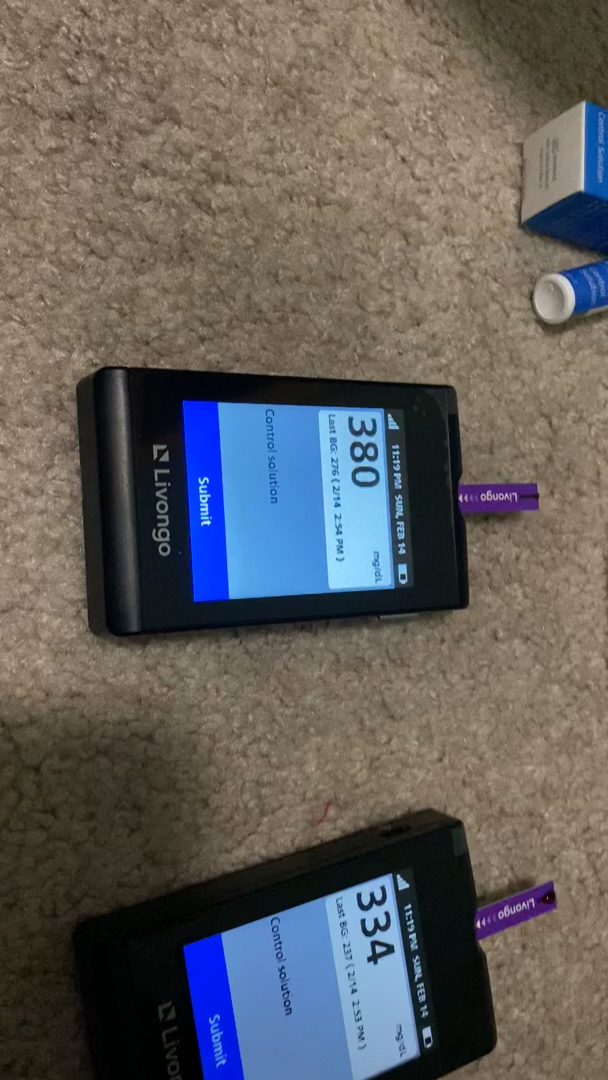 11:19 PM SUN, FEB 14
380 mg/dL
Last BG: 276 ( 2/14 2:54 PM )
Control solution
Submit
Livongo
Livongo
11:19 PM SUN, FEB 14
334 mg/dL
Last BG: 237 ( 2/14 2:53 PM )
Control solution
Submit
Livon
Livongo
Control Solution